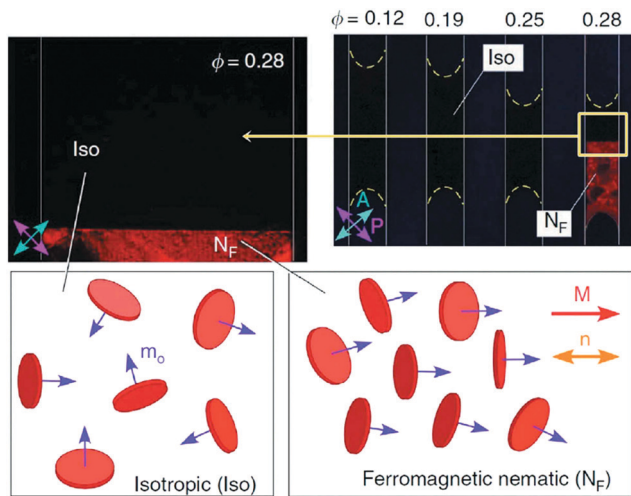 ϕ = 0.12 0.19 0.25 0.28
ϕ = 0.28
Iso
Iso
N_F
A
P
N_F
m_o
Isotropic (Iso)
M
n
Ferromagnetic nematic (N_F)